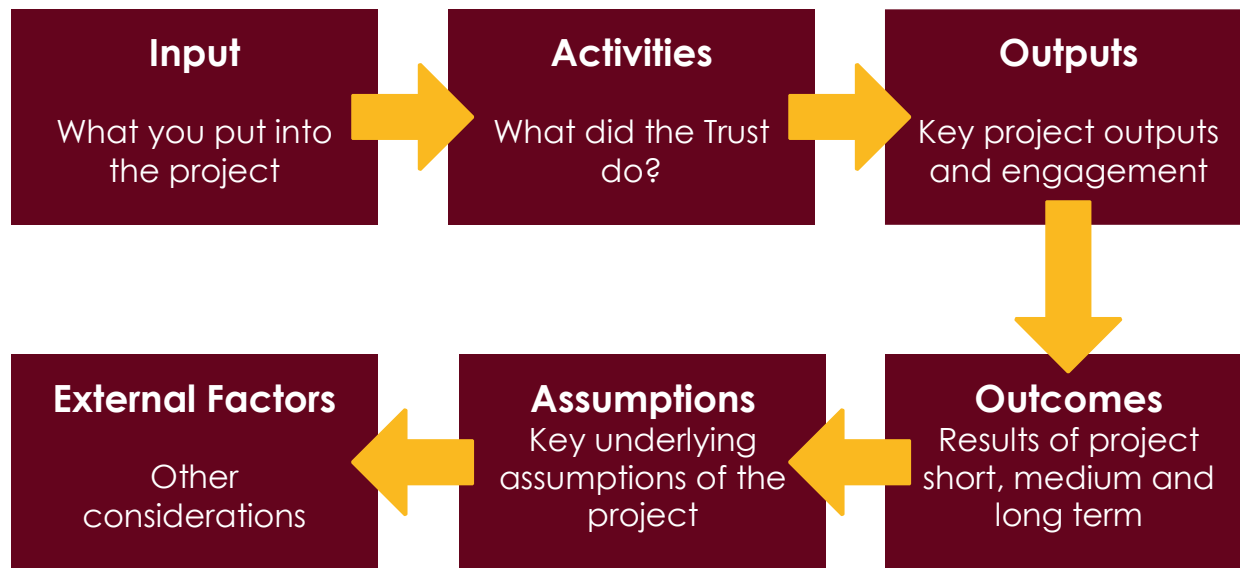 Input
What you put into
the project
Activities
What did the Trust
do?
Outputs
Key project outputs
and engagement
Outcomes
Results of project
short, medium and
long term
Assumptions
Key underlying
assumptions of the
project
External Factors
Other
considerations